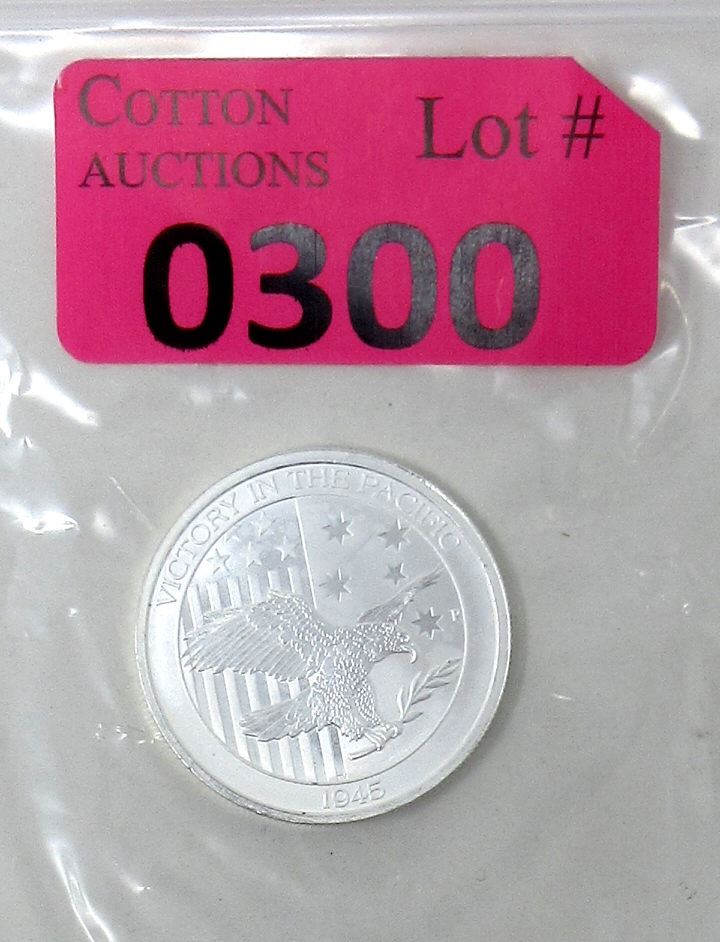 COTTON
AUCTIONS
Lot #
0300
VICTORY IN THE PACIFIC
P
1945